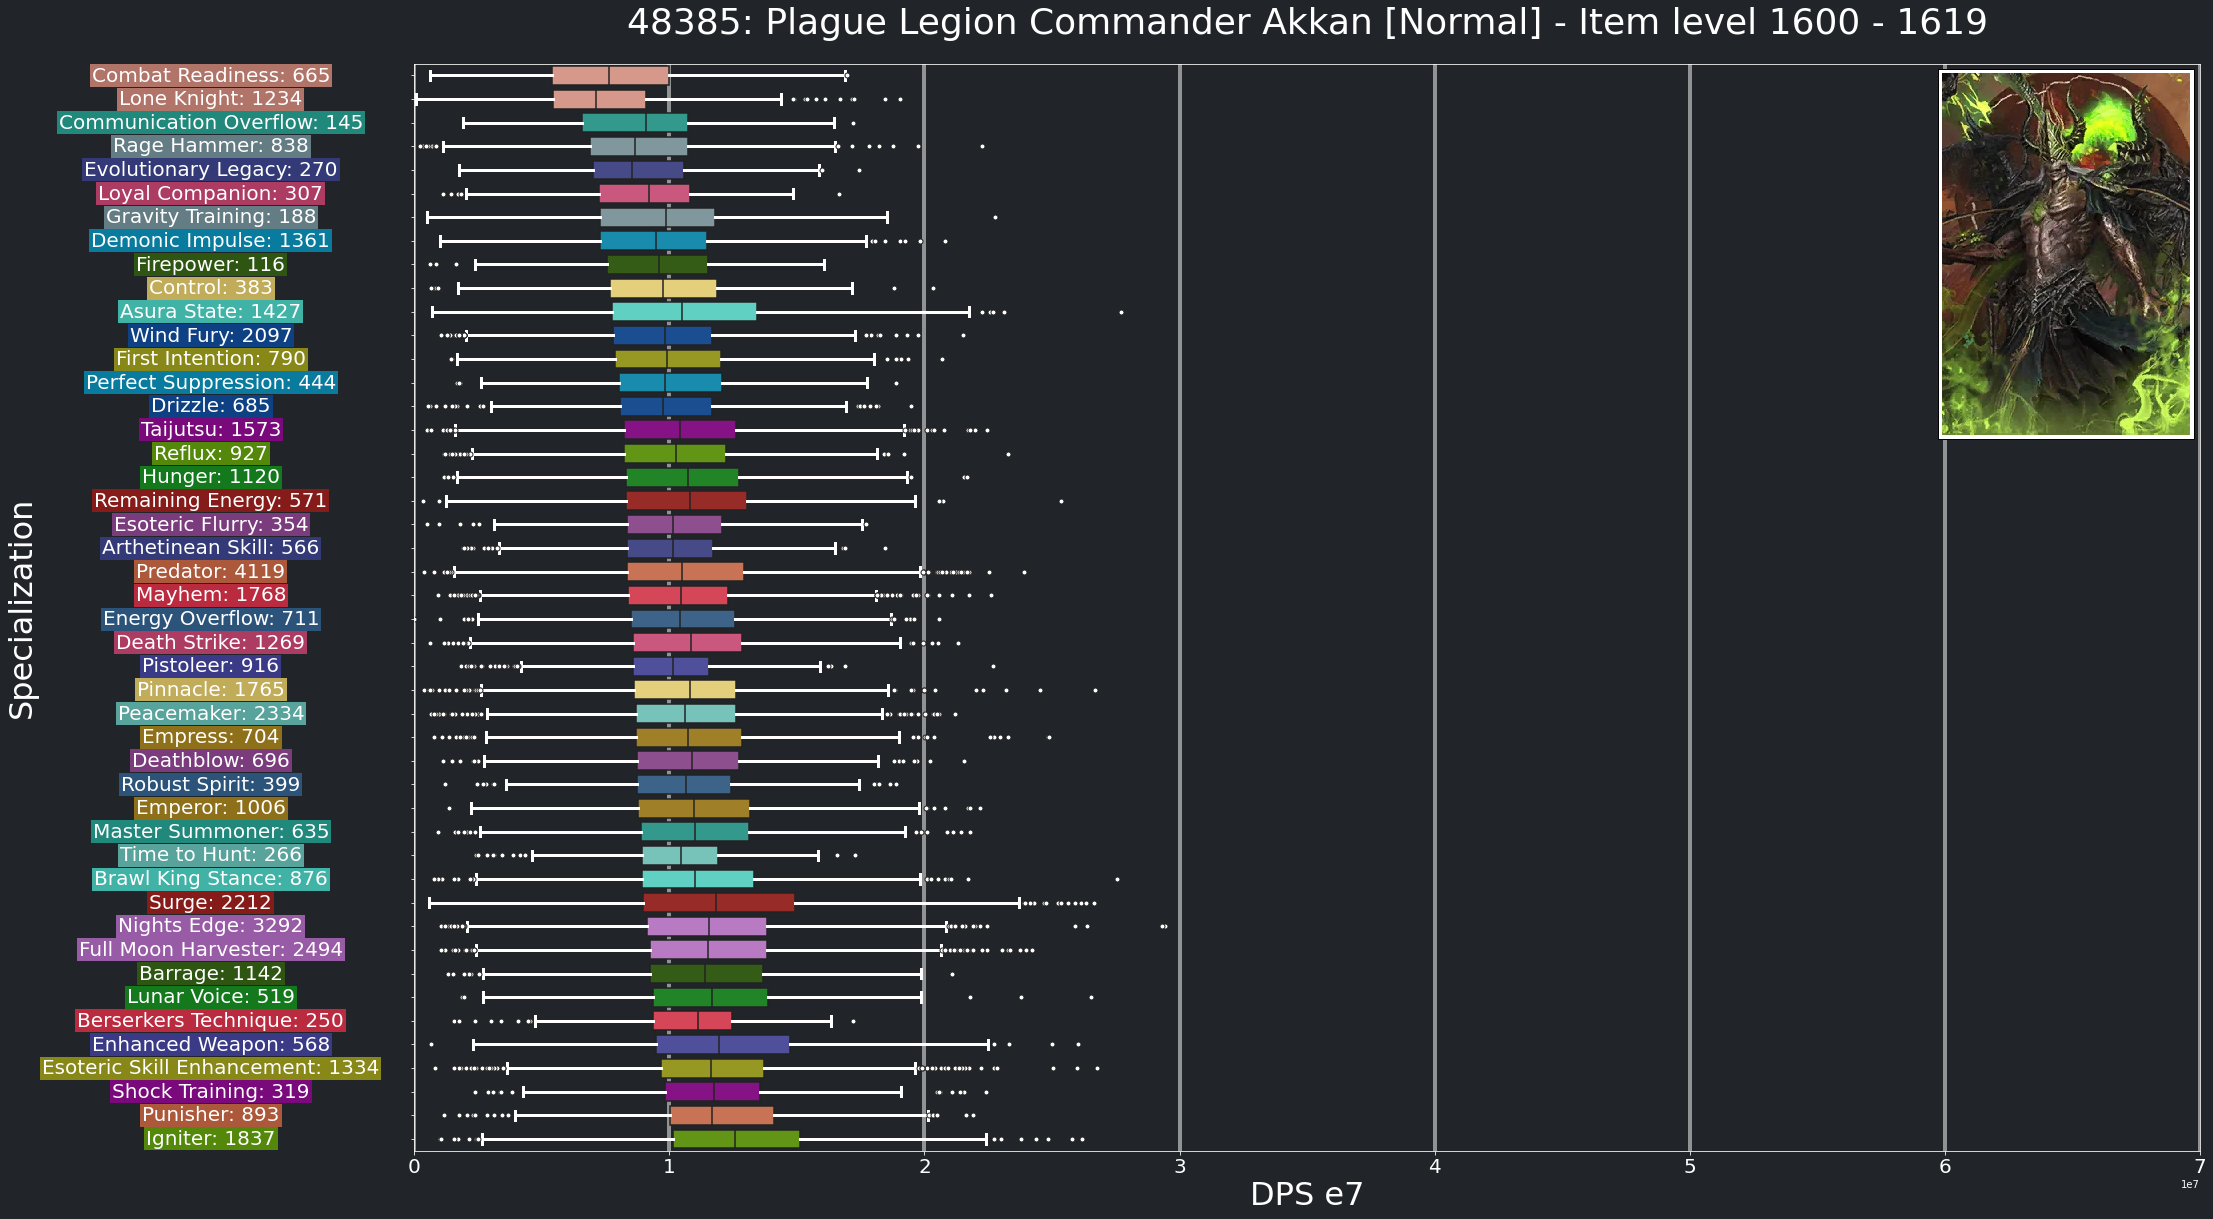 48385: Plague Legion Commander Akkan [Normal] - Item level 1600 - 1619
Specialization
Combat Readiness: 665
Lone Knight: 1234
Communication Overflow: 145
Rage Hammer: 838
Evolutionary Legacy: 270
Loyal Companion: 307
Gravity Training: 188
Demonic Impulse: 1361
Firepower: 116
Control: 383
Asura State: 1427
Wind Fury: 2097
First Intention: 790
Perfect Suppression: 444
Drizzle: 685
Taijutsu: 1573
Reflux: 927
Hunger: 1120
Remaining Energy: 571
Esoteric Flurry: 354
Arthetinean Skill: 566
Predator: 4119
Mayhem: 1768
Energy Overflow: 711
Death Strike: 1269
Pistoleer: 916
Pinnacle: 1765
Peacemaker: 2334
Empress: 704
Deathblow: 696
Robust Spirit: 399
Emperor: 1006
Master Summoner: 635
Time to Hunt: 266
Brawl King Stance: 876
Surge: 2212
Nights Edge: 3292
Full Moon Harvester: 2494
Barrage: 1142
Lunar Voice: 519
Berserkers Technique: 250
Enhanced Weapon: 568
Esoteric Skill Enhancement: 1334
Shock Training: 319
Punisher: 893
Igniter: 1837
0 1 2 3 4 5 6 7
1e7
DPS e7